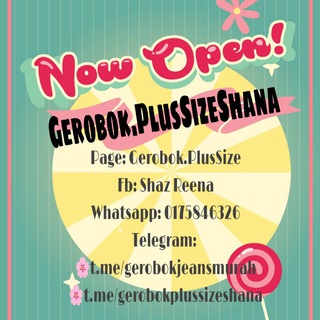 Now Open!
GEROBOK.PLUSSIZESHANA
Page: Gerobok.PlusSize
Fb: Shaz Reena
Whatsapp: 0175846326
Telegram:
🌸t.me/gerobokjeansmurah
🌸t.me/gerobokplussizeshana